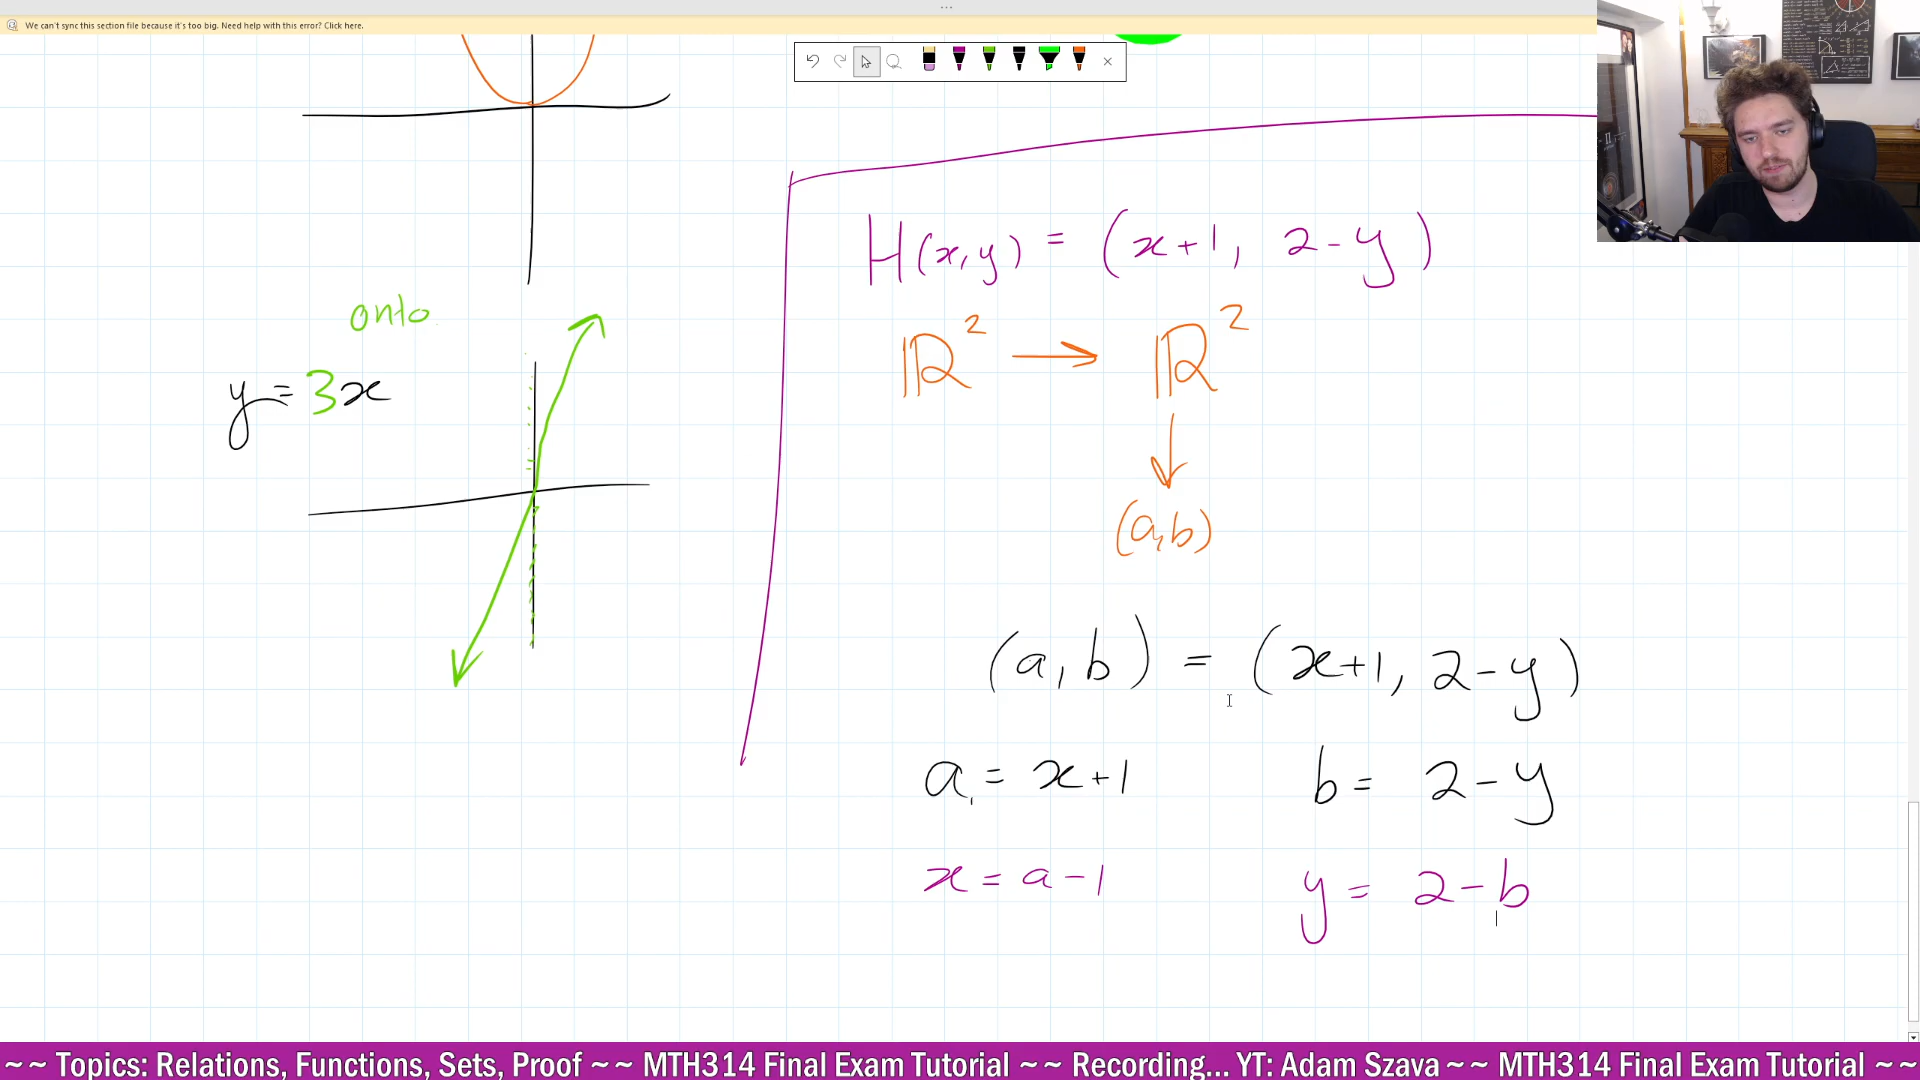 We can't sync this section file because it's too big. Need help with this error? Click here.
onto
y = 3x
H(x,y) = (x+1, 2-y)
ℝ² → ℝ²
(a,b)
(a, b) = (x+1, 2-y)
a = x+1 b = 2-y
x = a-1 y = 2-b
~~ Topics: Relations, Functions, Sets, Proof ~~ MTH314 Final Exam Tutorial ~~ Recording... YT: Adam Szava ~~ MTH314 Final Exam Tutorial ~~